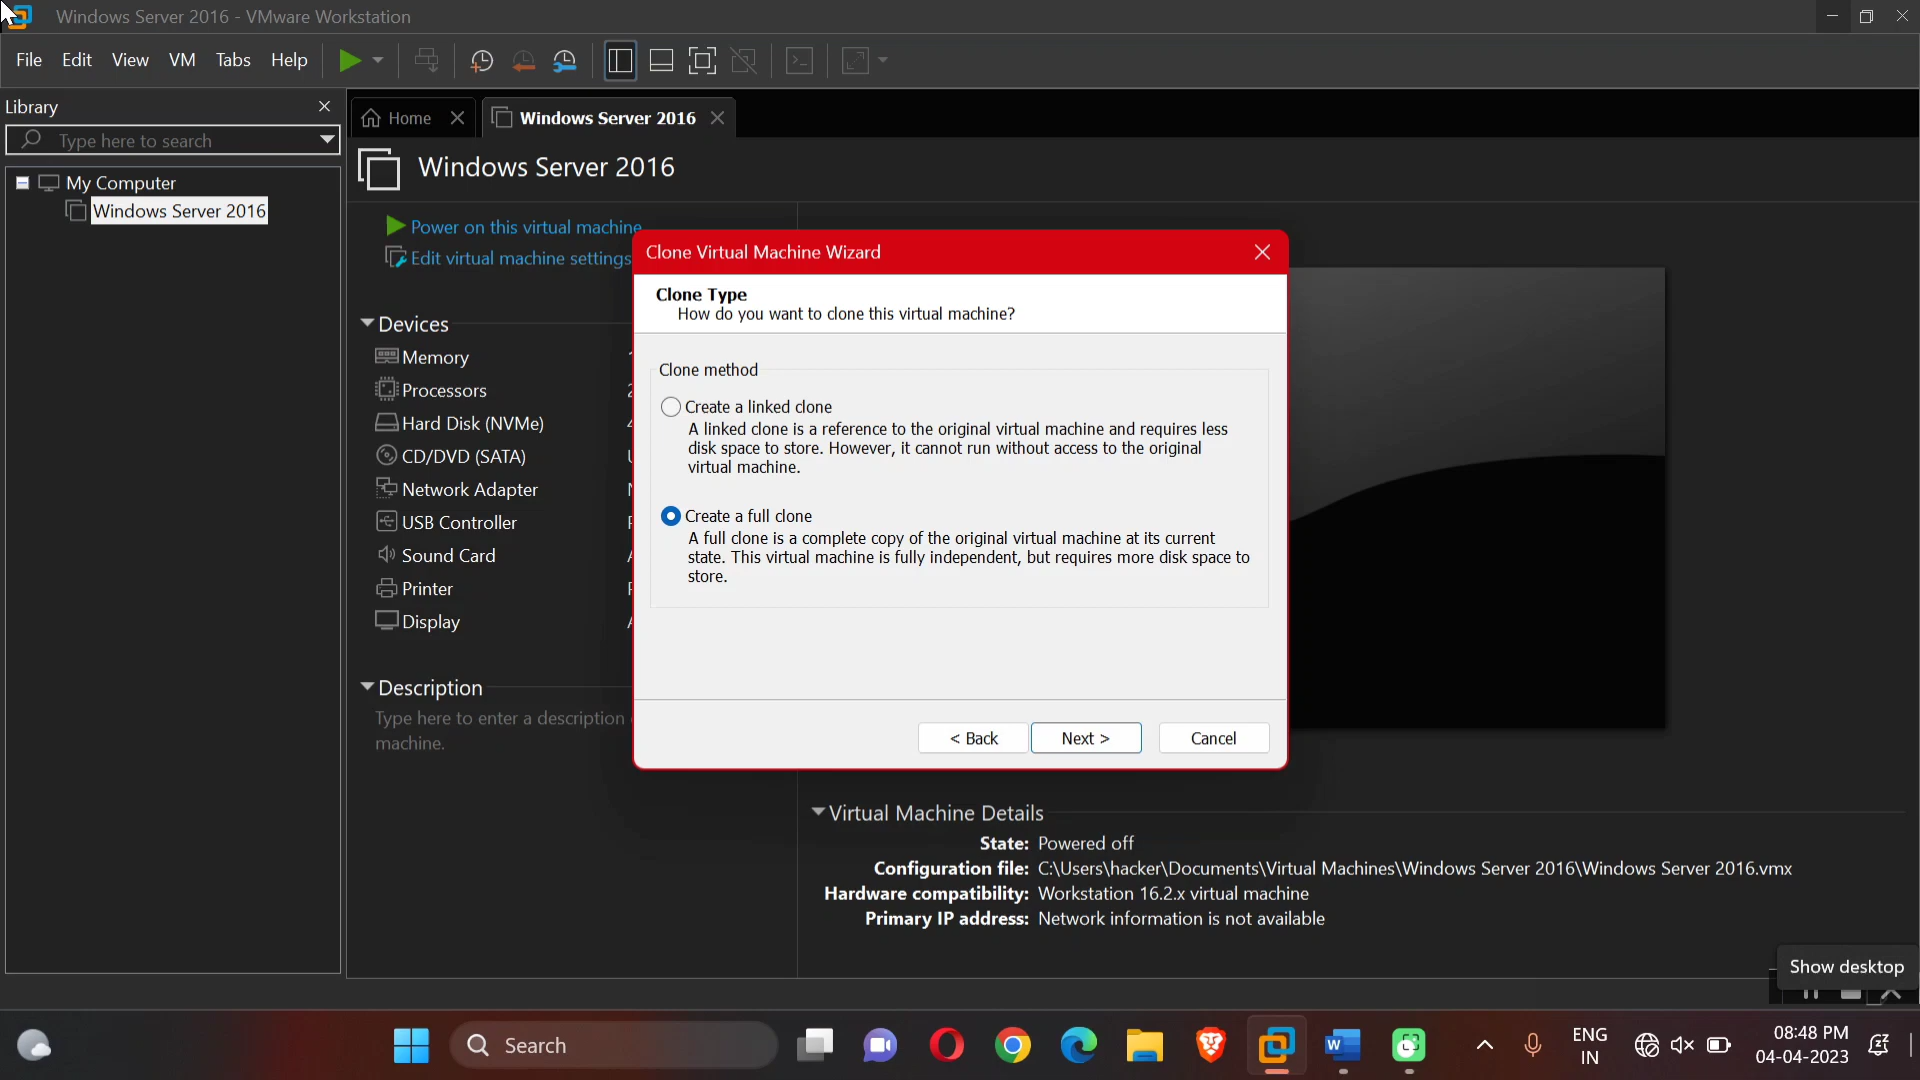 Windows Server 2016 - VMware Workstation
File Edit View VM Tabs Help
Library
Type here to search
My Computer
Windows Server 2016
Home
Windows Server 2016
Windows Server 2016
Power on this virtual machine
Edit virtual machine settings
Devices
Memory
Processors
Hard Disk (NVMe)
CD/DVD (SATA)
Network Adapter
USB Controller
Sound Card
Printer
Display
Description
Type here to enter a description
machine.
Clone Virtual Machine Wizard
Clone Type
How do you want to clone this virtual machine?
Clone method
Create a linked clone
A linked clone is a reference to the original virtual machine and requires less
disk space to store. However, it cannot run without access to the original
virtual machine.
Create a full clone
A full clone is a complete copy of the original virtual machine at its current
state. This virtual machine is fully independent, but requires more disk space to
store.
< Back Next > Cancel
Virtual Machine Details
State: Powered off
Configuration file: C:\Users\hacker\Documents\Virtual Machines\Windows Server 2016\Windows Server 2016.vmx
Hardware compatibility: Workstation 16.2.x virtual machine
Primary IP address: Network information is not available
Show desktop
Search
ENG
IN
08:48 PM
04-04-2023